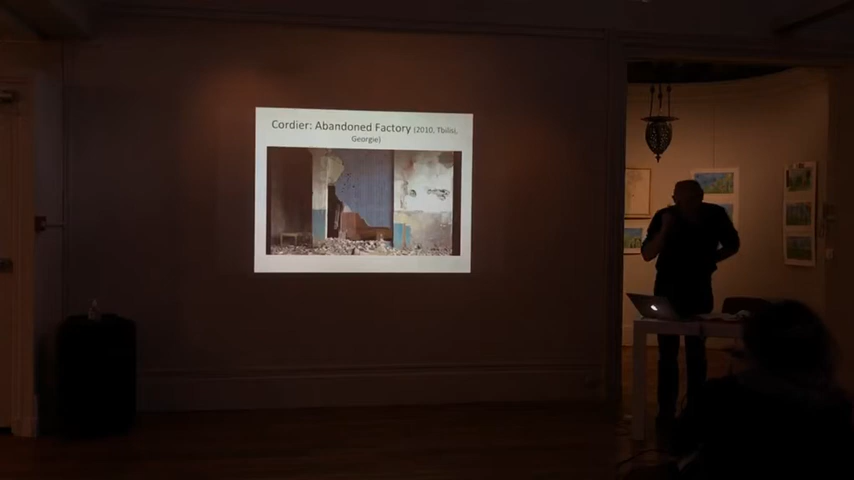 Cordier: Abandoned Factory (2010, Tbilisi,
Georgie)